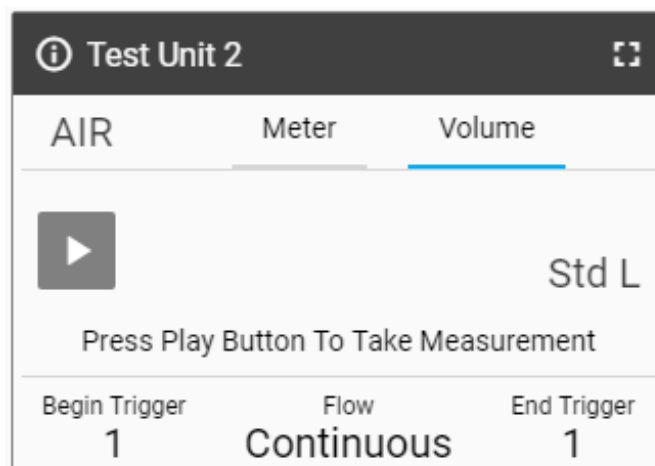 Test Unit 2
AIR Meter Volume
Std L
Press Play Button To Take Measurement
Begin Trigger Flow End Trigger
1 Continuous 1